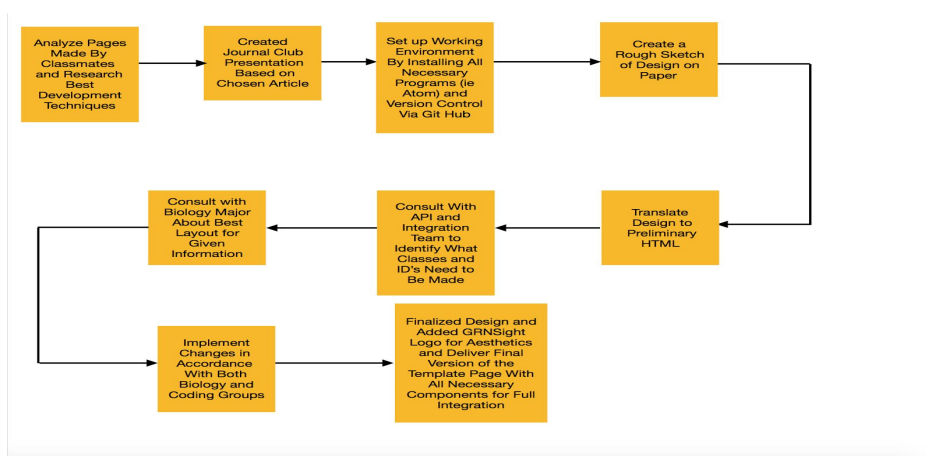 Analyze Pages
Made By
Classmates
and Research
Best
Development
Techniques
Created
Journal Club
Presentation
Based on
Chosen Article
Set up Working
Environment
By Installing All
Necessary
Programs (ie
Atom) and
Version Control
Via Git Hub
Create a
Rough Sketch
of Design on
Paper
Translate
Design to
Preliminary
HTML
Consult With
API and
Integration
Team to
Identify What
Classes and
ID's Need to
Be Made
Consult with
Biology Major
About Best
Layout for
Given
Information
Implement
Changes in
Accordance
With Both
Biology and
Coding Groups
Finalized Design and
Added GRNSight
Logo for Aesthetics
and Deliver Final
Version of the
Template Page With
All Necessary
Components for Full
Integration